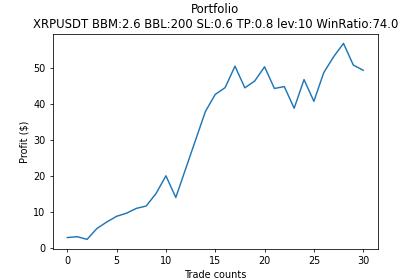 Portfolio
XRPUSDT BBM:2.6 BBL:200 SL:0.6 TP:0.8 lev:10 WinRatio:74.0
Profit ($)
50
40
30
20
10
0
0 5 10 15 20 25 30
Trade counts